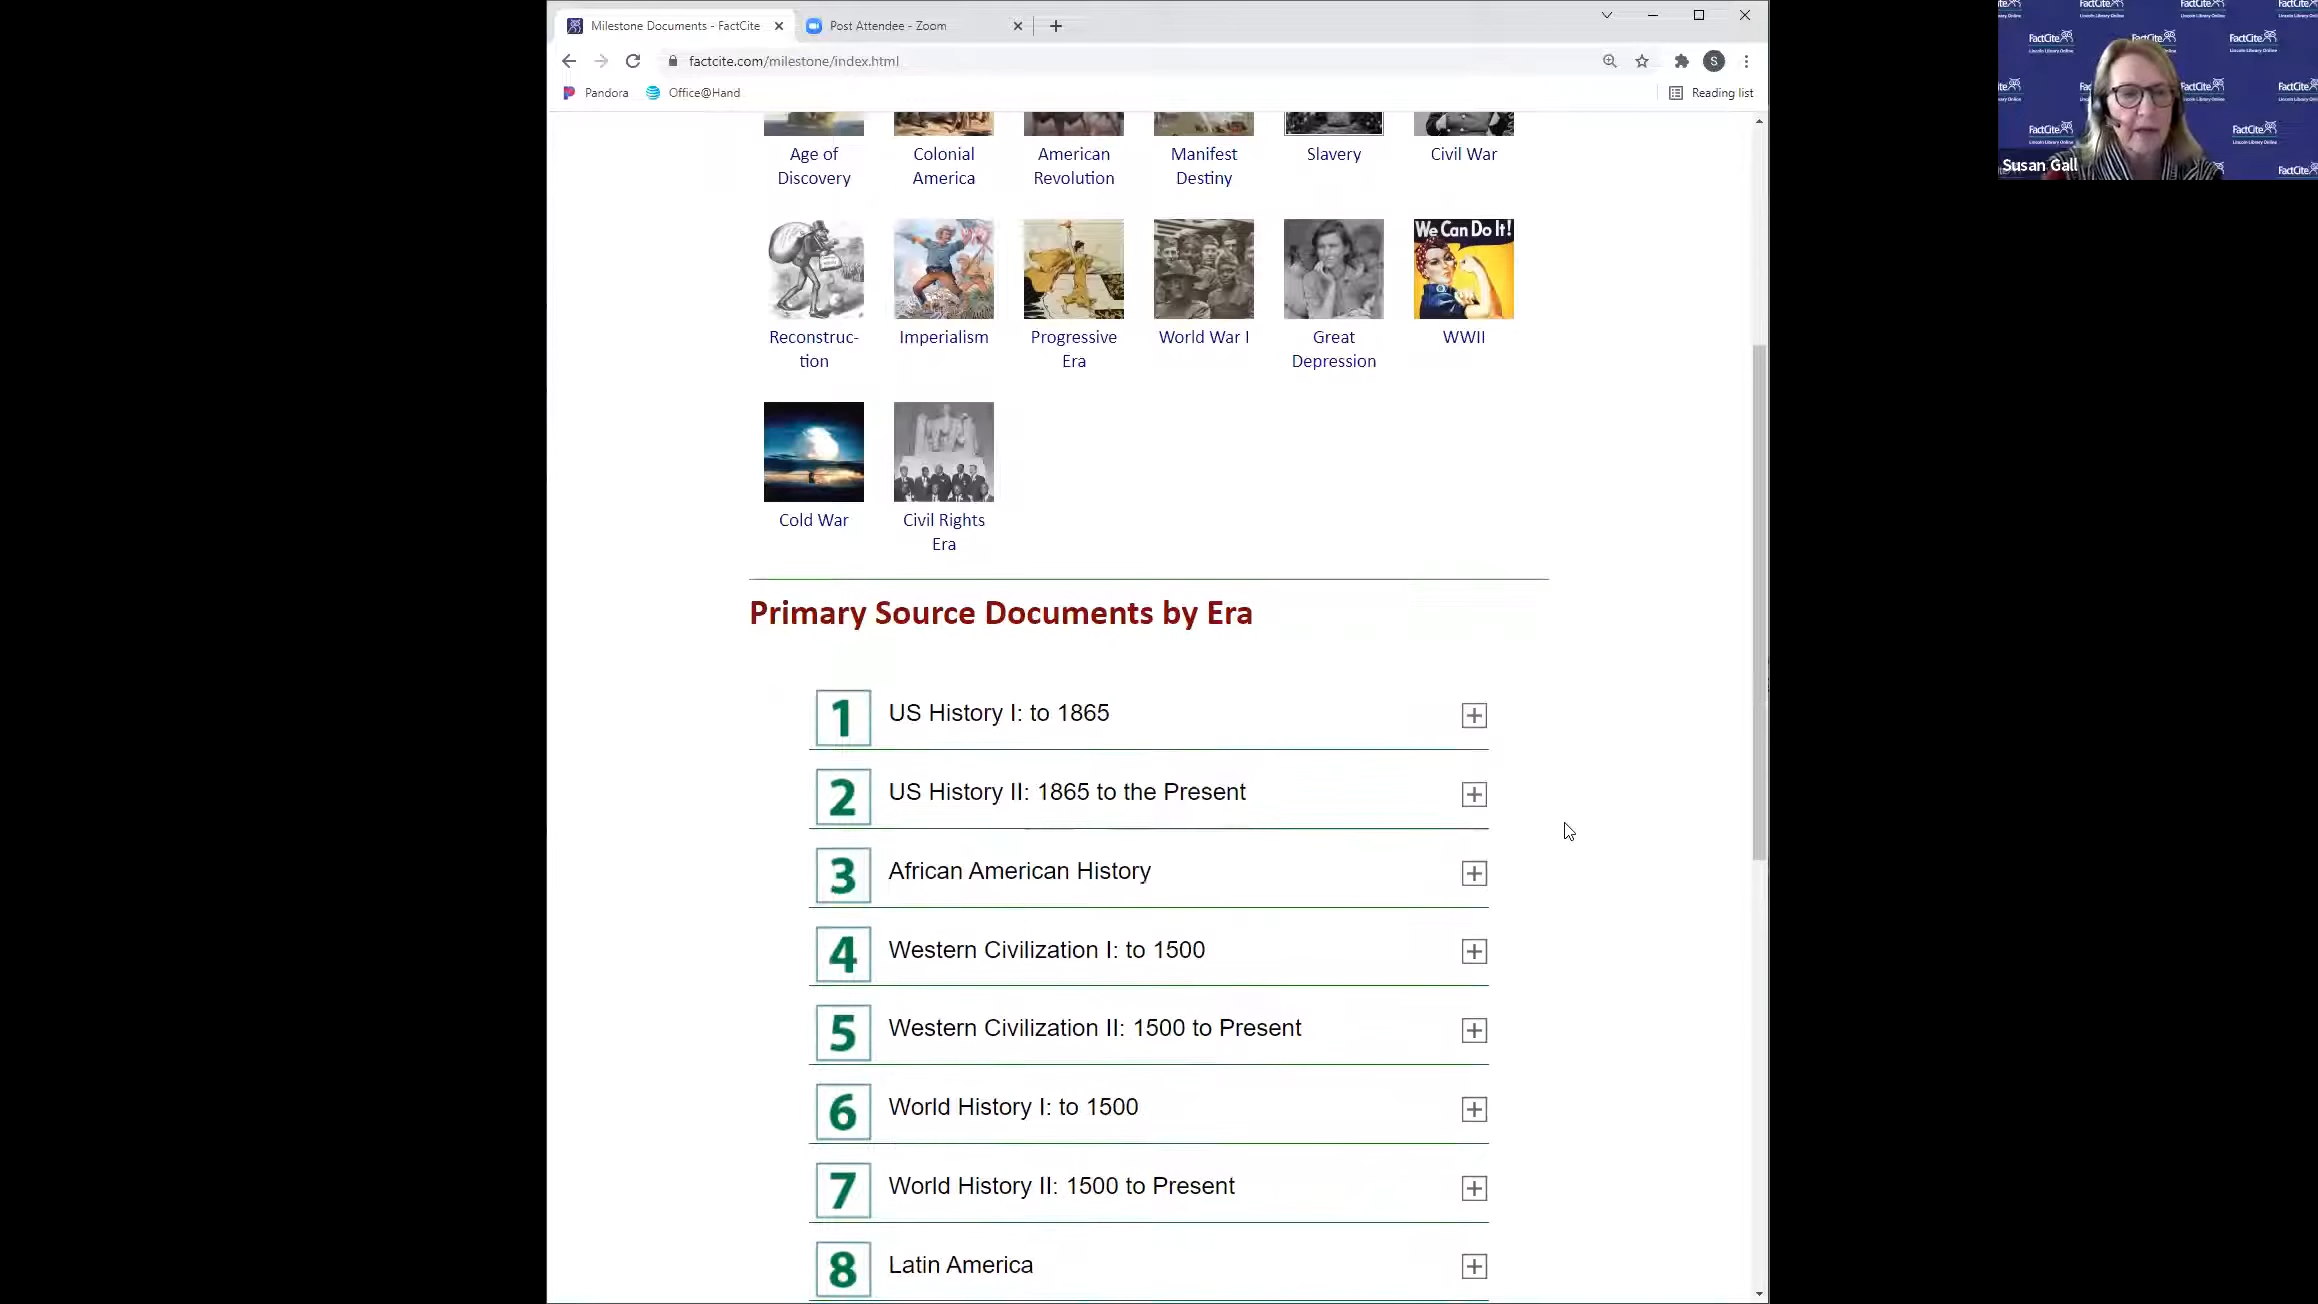 Milestone Documents - FactCite
Post Attendee - Zoom
factcite.com/milestone/index.html
S
Pandora
Office@Hand
Reading list
Age of
Discovery
Colonial
America
American
Revolution
Manifest
Destiny
Slavery
Civil War
We Can Do It!
Reconstruc-
tion
Imperialism
Progressive
Era
World War I
Great
Depression
WWII
Cold War
Civil Rights
Era
Primary Source Documents by Era
1 US History I: to 1865
2 US History II: 1865 to the Present
3 African American History
4 Western Civilization I: to 1500
5 Western Civilization II: 1500 to Present
6 World History I: to 1500
7 World History II: 1500 to Present
8 Latin America
FactCite
Lincoln Library Online
Susan Gall